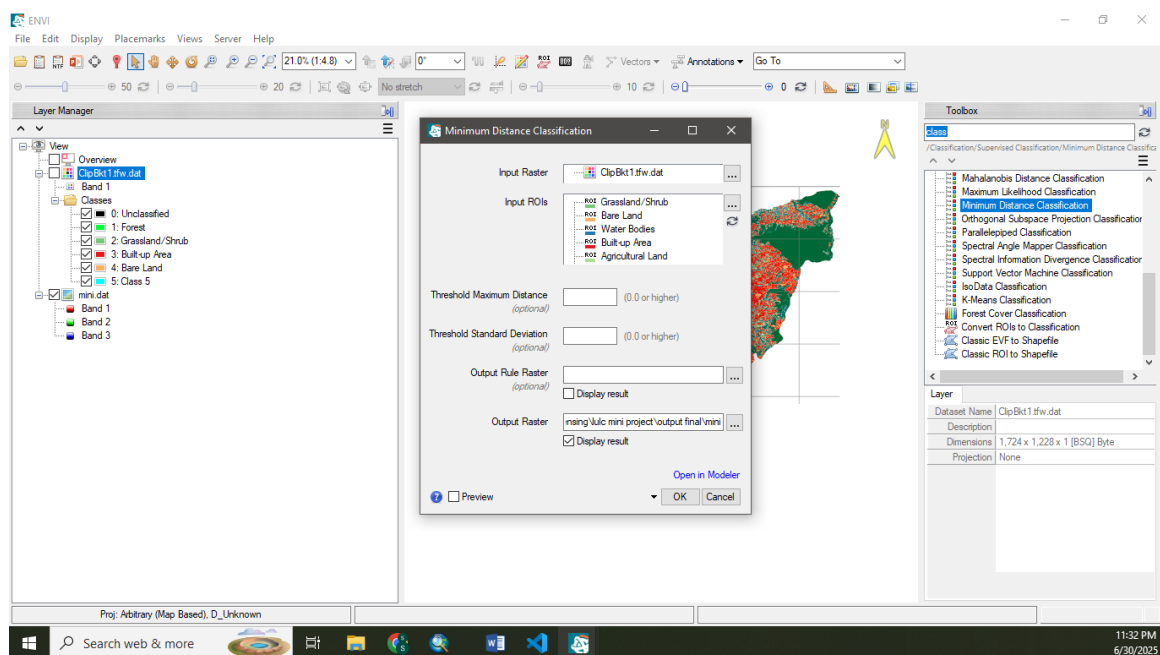 ENVI
File Edit Display Placemarks Views Server Help
21.0% (1:4.8) 0° Vectors Annotations Go To
50 20 No stretch 10 0
Layer Manager
View
Overview
ClipBkt1.tfw.dat
Band 1
Classes
0: Unclassified
1: Forest
2: Grassland/Shrub
3: Built-up Area
4: Bare Land
5: Class 5
mini.dat
Band 1
Band 2
Band 3
N
Minimum Distance Classification
Input Raster ClipBkt1.tfw.dat ...
Input ROIs ROI Grassland/Shrub ...
ROI Bare Land
ROI Water Bodies
ROI Built-up Area
ROI Agricultural Land
Threshold Maximum Distance (0.0 or higher)
(optional)
Threshold Standard Deviation (0.0 or higher)
(optional)
Output Rule Raster ...
(optional) Display result
Output Raster nsing\lulc mini project\output final\mini ...
Display result
Open in Modeler
Preview OK Cancel
Toolbox
class
/Classification/Supervised Classification/Minimum Distance Classifica
Mahalanobis Distance Classification
Maximum Likelihood Classification
Minimum Distance Classification
Orthogonal Subspace Projection Classification
Parallelepiped Classification
Spectral Angle Mapper Classification
Spectral Information Divergence Classification
Support Vector Machine Classification
IsoData Classification
K-Means Classification
Forest Cover Classification
ROI Convert ROIs to Classification
Classic EVF to Shapefile
Classic ROI to Shapefile
Layer
Dataset Name ClipBkt1.tfw.dat
Description
Dimensions 1,724 x 1,228 x 1 [BSQ] Byte
Projection None
Proj: Arbitrary (Map Based), D_Unknown
Search web & more
11:32 PM
6/30/2025